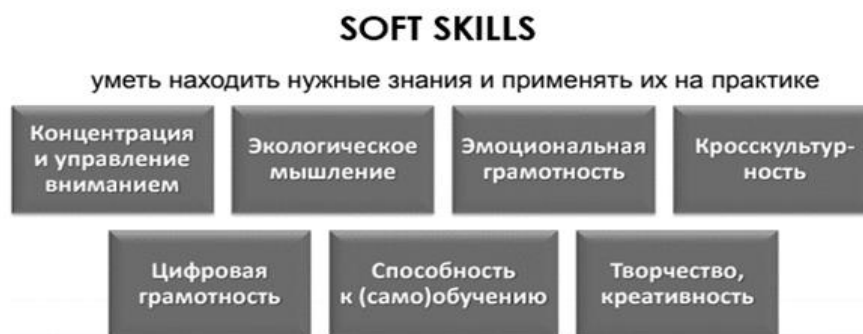 SOFT SKILLS
уметь находить нужные знания и применять их на практике
Концентрация
и управление
вниманием
Экологическое
мышление
Эмоциональная
грамотность
Кросскультур-
ность
Цифровая
грамотность
Способность
к (само)обучению
Творчество,
креативность